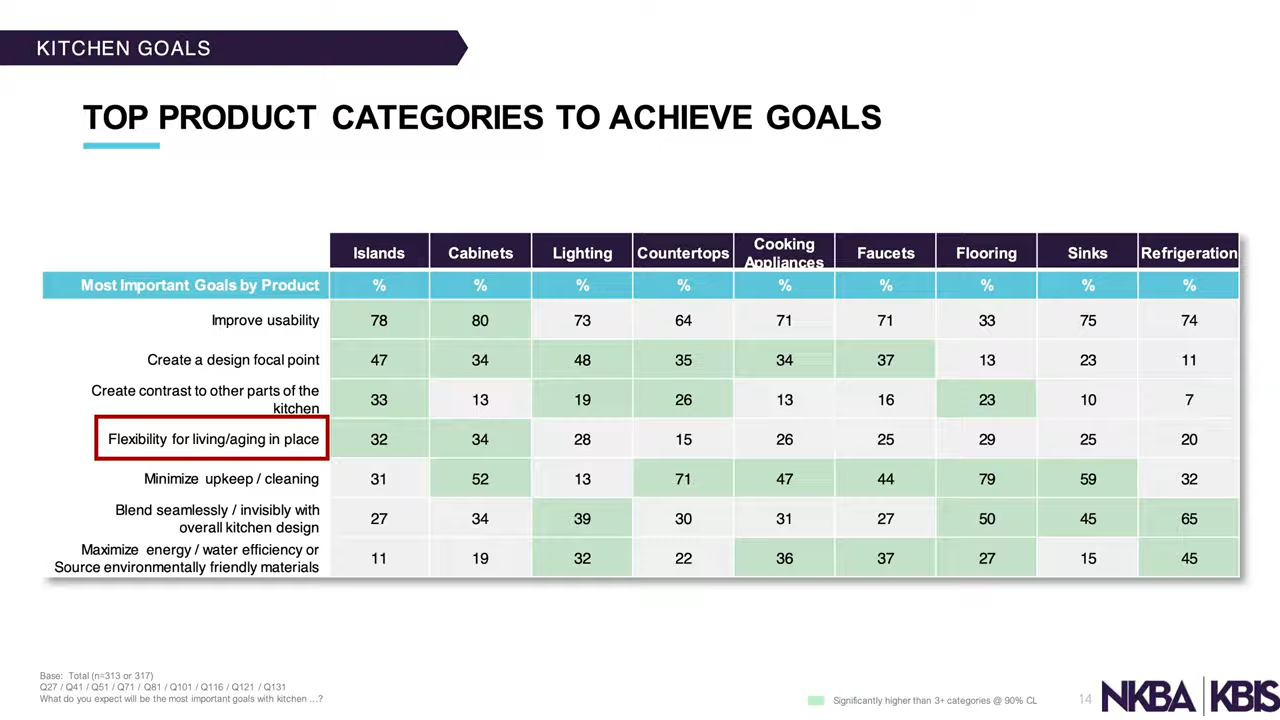 KITCHEN GOALS
TOP PRODUCT CATEGORIES TO ACHIEVE GOALS
Islands Cabinets Lighting Countertops Cooking Appliances Faucets Flooring Sinks Refrigeration
Most Important Goals by Product % % % % % % % % %
Improve usability 78 80 73 64 71 71 33 75 74
Create a design focal point 47 34 48 35 34 37 13 23 11
Create contrast to other parts of the
kitchen 33 13 19 26 13 16 23 10 7
Flexibility for living/aging in place 32 34 28 15 26 25 29 25 20
Minimize upkeep / cleaning 31 52 13 71 47 44 79 59 32
Blend seamlessly / invisibly with
overall kitchen design 27 34 39 30 31 27 50 45 65
Maximize energy / water efficiency or
Source environmentally friendly materials 11 19 32 22 36 37 27 15 45
Base: Total (n=313 or 317)
Q27 / Q41 / Q51 / Q71 / Q81 / Q101 / Q116 / Q121 / Q131
What do you expect will be the most important goals with kitchen …?
Significantly higher than 3+ categories @ 90% CL
14
NKBA KBIS